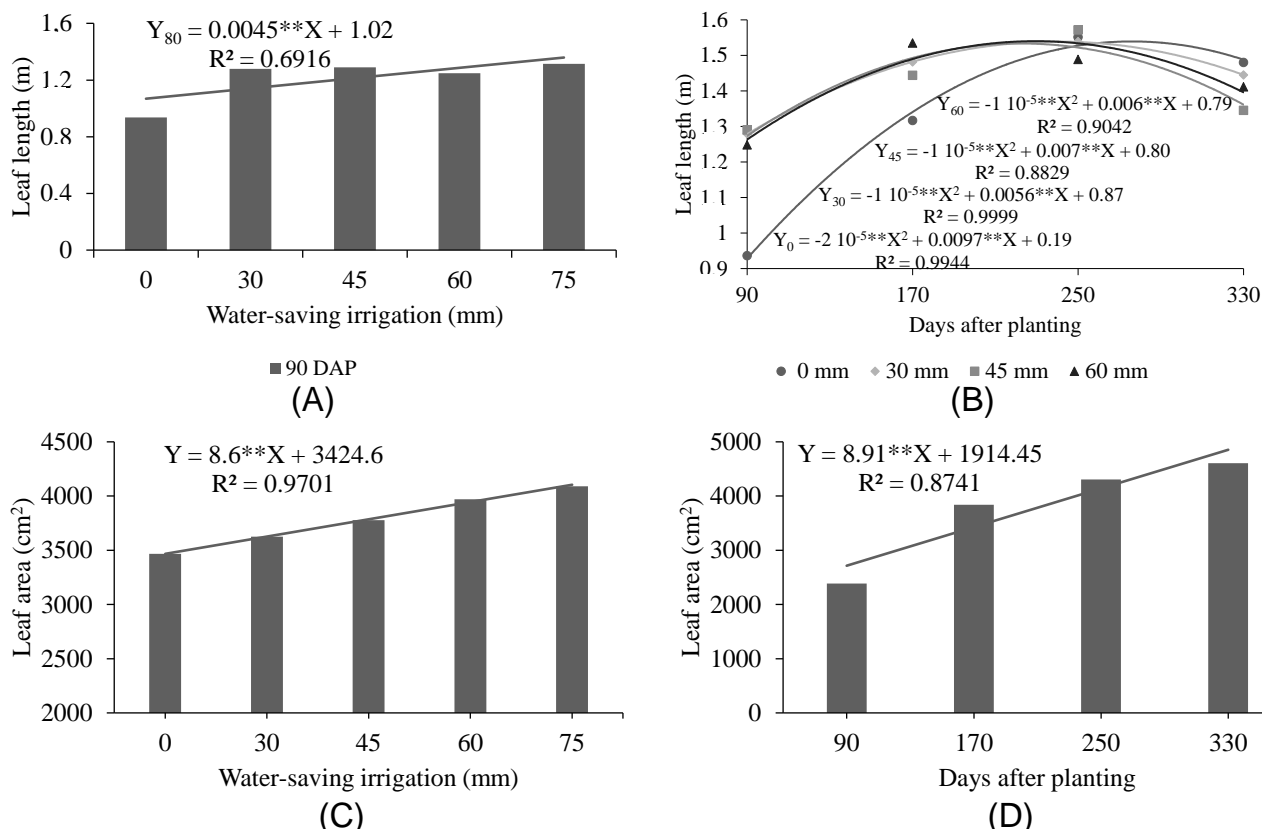 1.6
1.2
0.8
0.4
0
Leaf length (m)
Y80 = 0.0045**X + 1.02
R² = 0.6916
0 30 45 60 75
Water-saving irrigation (mm)
90 DAP
(A)
1.6
1.5
1.4
1.3
1.2
1.1
1
0.9
Leaf length (m)
Y60 = -1 10-5**X2 + 0.006**X + 0.79
R² = 0.9042
Y45 = -1 10-5**X2 + 0.007**X + 0.80
R² = 0.8829
Y30 = -1 10-5**X2 + 0.0056**X + 0.87
R² = 0.9999
Y0 = -2 10-5**X2 + 0.0097**X + 0.19
R² = 0.9944
90 170 250 330
Days after planting
0 mm 30 mm 45 mm 60 mm
(B)
4500
4000
3500
3000
2500
2000
Leaf area (cm2)
Y = 8.6**X + 3424.6
R² = 0.9701
0 30 45 60 75
Water-saving irrigation (mm)
(C)
5000
4000
3000
2000
1000
0
Leaf area (cm2)
Y = 8.91**X + 1914.45
R² = 0.8741
90 170 250 330
Days after planting
(D)